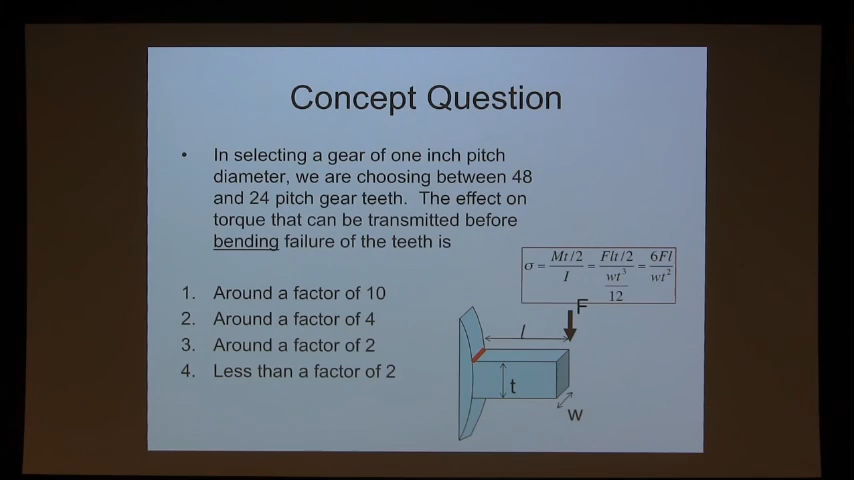 Concept Question
• In selecting a gear of one inch pitch
diameter, we are choosing between 48
and 24 pitch gear teeth. The effect on
torque that can be transmitted before
bending failure of the teeth is
σ = (Mt/2)/I = (Flt/2)/(wt³/12) = 6Fl/wt²
1. Around a factor of 10
2. Around a factor of 4
3. Around a factor of 2
4. Less than a factor of 2
F
l
t
w